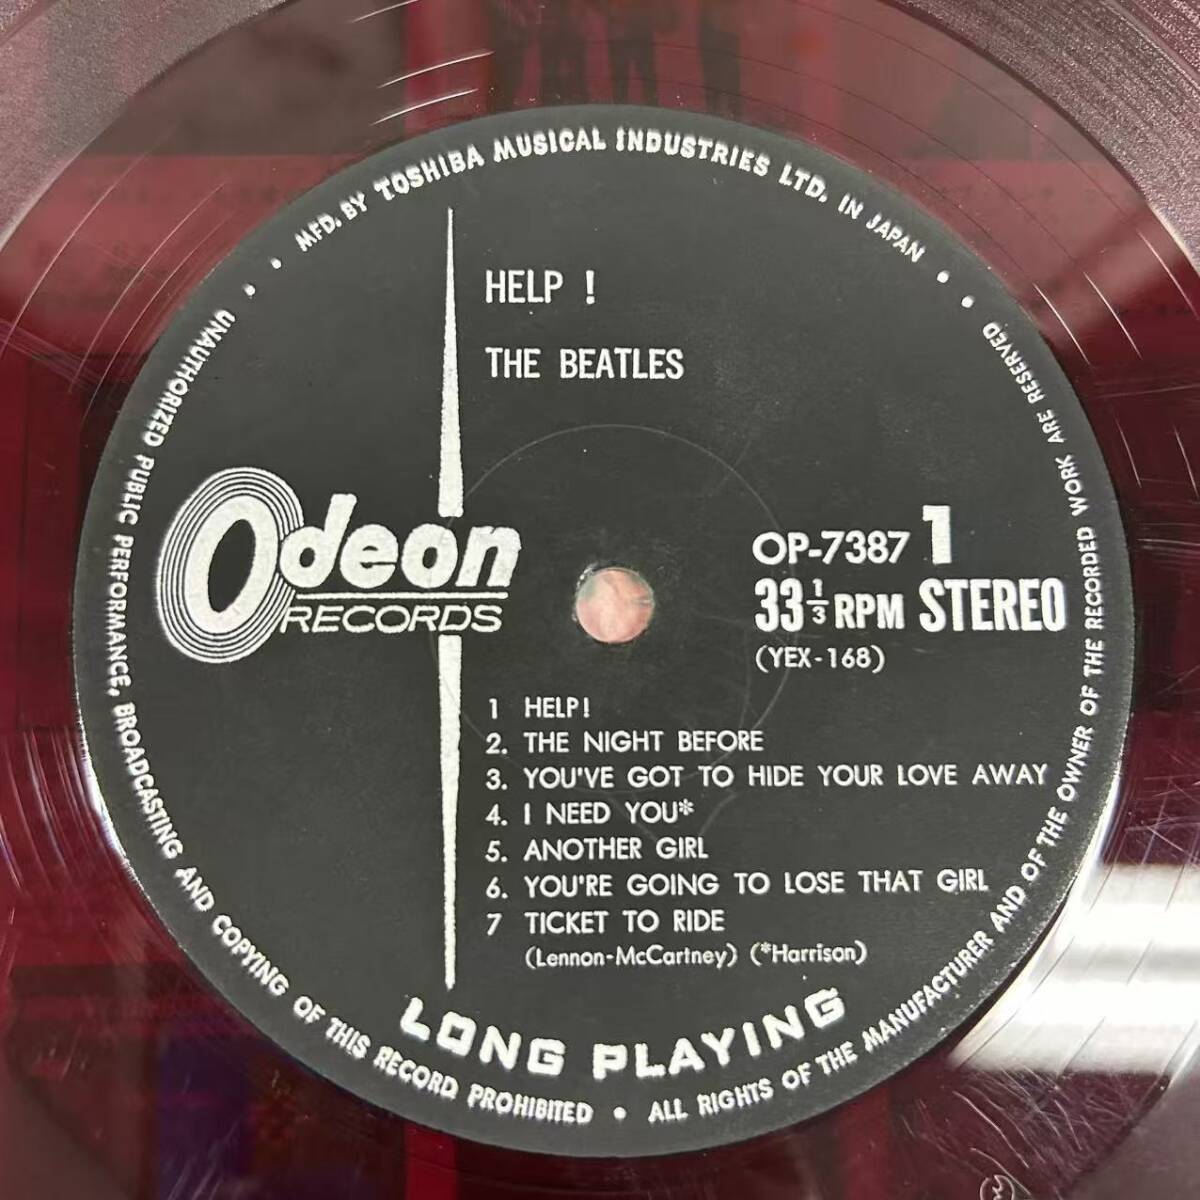 MFD. BY TOSHIBA MUSICAL INDUSTRIES LTD. IN JAPAN
HELP !
THE BEATLES
Odeon
RECORDS
OP-7387 1
33 1/3 RPM STEREO
(YEX-168)
1 HELP!
2. THE NIGHT BEFORE
3. YOU'VE GOT TO HIDE YOUR LOVE AWAY
4. I NEED YOU*
5. ANOTHER GIRL
6. YOU'RE GOING TO LOSE THAT GIRL
7 TICKET TO RIDE
(Lennon-McCartney) (*Harrison)
LONG PLAYING
UNAUTHORIZED PUBLIC PERFORMANCE, BROADCASTING AND COPYING OF THIS RECORD PROHIBITED • ALL RIGHTS OF THE MANUFACTURER AND OF THE OWNER OF THE RECORDED WORK ARE RESERVED